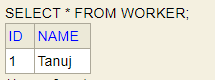 SELECT * FROM WORKER;
ID NAME
1 Tanuj